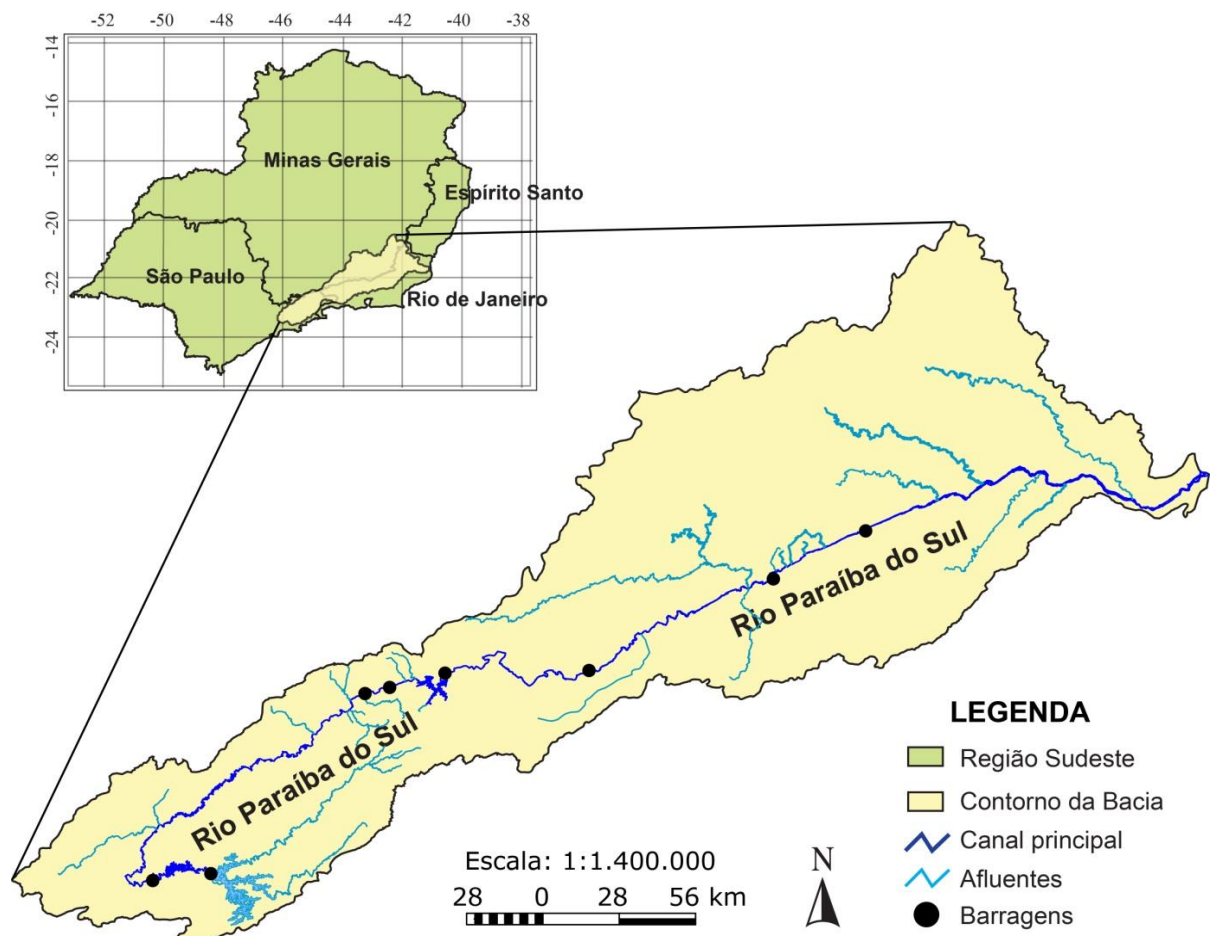 -52 -50 -48 -46 -44 -42 -40 -38
-14
-16
-18
-20
-22
-24
Minas Gerais
Espírito Santo
São Paulo
Rio de Janeiro
Rio Paraíba do Sul
Rio Paraíba do Sul
LEGENDA
Região Sudeste
Contorno da Bacia
Canal principal
Afluentes
Barragens
Escala: 1:1.400.000
28 0 28 56 km
N